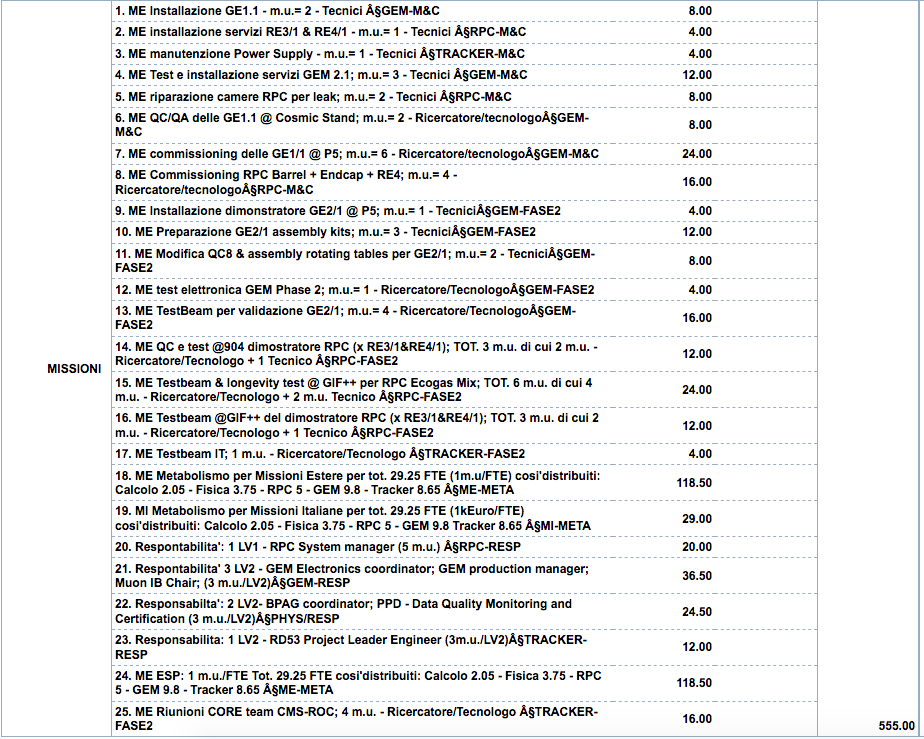 1. ME Installazione GE1.1 - m.u.= 2 - Tecnici Â§GEM-M&C 8.00
2. ME installazione servizi RE3/1 & RE4/1 - m.u.= 1 - Tecnici Â§RPC-M&C 4.00
3. ME manutenzione Power Supply - m.u.= 1 - Tecnici Â§TRACKER-M&C 4.00
4. ME Test e installazione servizi GEM 2.1; m.u.= 3 - Tecnici Â§GEM-M&C 12.00
5. ME riparazione camere RPC per leak; m.u.= 2 - Tecnici Â§RPC-M&C 8.00
6. ME QC/QA delle GE1.1 @ Cosmic Stand; m.u.= 2 - Ricercatore/tecnologoÂ§GEM-
M&C 8.00
7. ME commissioning delle GE1/1 @ P5; m.u.= 6 - Ricercatore/tecnologoÂ§GEM-M&C 24.00
8. ME Commissioning RPC Barrel + Endcap + RE4; m.u.= 4 -
Ricercatore/tecnologoÂ§RPC-M&C 16.00
9. ME Installazione dimonstratore GE2/1 @ P5; m.u.= 1 - TecniciÂ§GEM-FASE2 4.00
10. ME Preparazione GE2/1 assembly kits; m.u.= 3 - TecniciÂ§GEM-FASE2 12.00
11. ME Modifica QC8 & assembly rotating tables per GE2/1; m.u.= 2 - TecniciÂ§GEM-
FASE2 8.00
12. ME test elettronica GEM Phase 2; m.u.= 1 - Ricercatore/TecnologoÂ§GEM-FASE2 4.00
13. ME TestBeam per validazione GE2/1; m.u.= 4 - Ricercatore/TecnologoÂ§GEM-
FASE2 16.00
14. ME QC e test @904 dimostratore RPC (x RE3/1&RE4/1); TOT. 3 m.u. di cui 2 m.u. -
Ricercatore/Tecnologo + 1 Tecnico Â§RPC-FASE2 12.00
MISSIONI
15. ME Testbeam & longevity test @ GIF++ per RPC Ecogas Mix; TOT. 6 m.u. di cui 4
m.u. - Ricercatore/Tecnologo + 2 m.u. Tecnico Â§RPC-FASE2 24.00
16. ME Testbeam @GIF++ del dimostratore RPC (x RE3/1&RE4/1); TOT. 3 m.u. di cui 2
m.u. - Ricercatore/Tecnologo + 1 Tecnico Â§RPC-FASE2 12.00
17. ME Testbeam IT; 1 m.u. - Ricercatore/Tecnologo Â§TRACKER-FASE2 4.00
18. ME Metabolismo per Missioni Estere per tot. 29.25 FTE (1m.u/FTE) cosi'distribuiti:
Calcolo 2.05 - Fisica 3.75 - RPC 5 - GEM 9.8 - Tracker 8.65 Â§ME-META 118.50
19. MI Metabolismo per Missioni Italiane per tot. 29.25 FTE (1kEuro/FTE)
cosi'distribuiti: Calcolo 2.05 - Fisica 3.75 - RPC 5 - GEM 9.8 Tracker 8.65 Â§MI-META 29.00
20. Respontabilita': 1 LV1 - RPC System manager (5 m.u.) Â§RPC-RESP 20.00
21. Respontabilita' 3 LV2 - GEM Electronics coordinator; GEM production manager;
Muon IB Chair; (3 m.u./LV2)Â§GEM-RESP 36.50
22. Responsabilta': 2 LV2- BPAG coordinator; PPD - Data Quality Monitoring and
Certification (3 m.u./LV2)Â§PHYS/RESP 24.50
23. Responsabilita: 1 LV2 - RD53 Project Leader Engineer (3m.u./LV2)Â§TRACKER-
RESP 12.00
24. ME ESP: 1 m.u./FTE Tot. 29.25 FTE cosi'distribuiti: Calcolo 2.05 - Fisica 3.75 - RPC
5 - GEM 9.8 - Tracker 8.65 Â§ME-META 118.50
25. ME Riunioni CORE team CMS-ROC; 4 m.u. - Ricercatore/Tecnologo Â§TRACKER-
FASE2 16.00 555.00